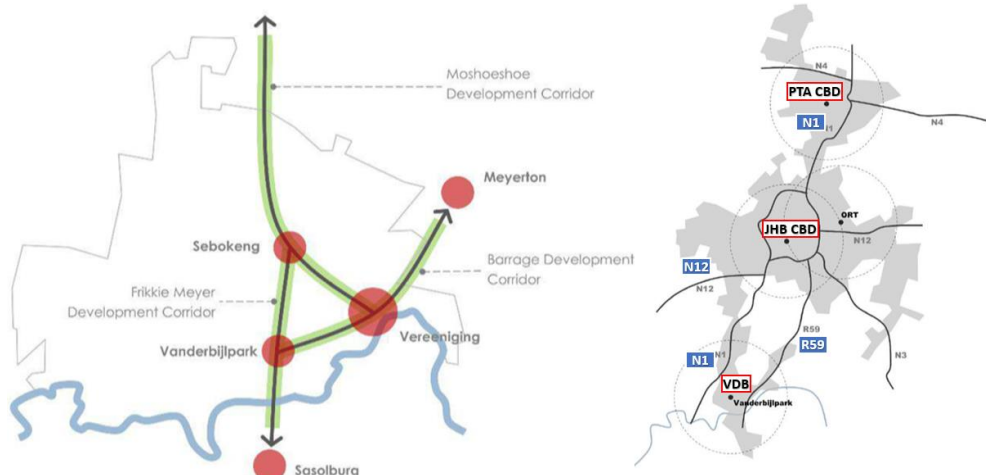 Moshoeshoe
Development Corridor
Meyerton
Sebokeng
Barrage Development
Corridor
Frikkie Meyer
Development Corridor
Vereeniging
Vanderbijlpark
Sasolburg
N4
PTA CBD
N1
N1
N4
ORT
JHB CBD
N12
N12
N12
R59
R59
N3
N1
N1
VDB
Vanderbijlpark